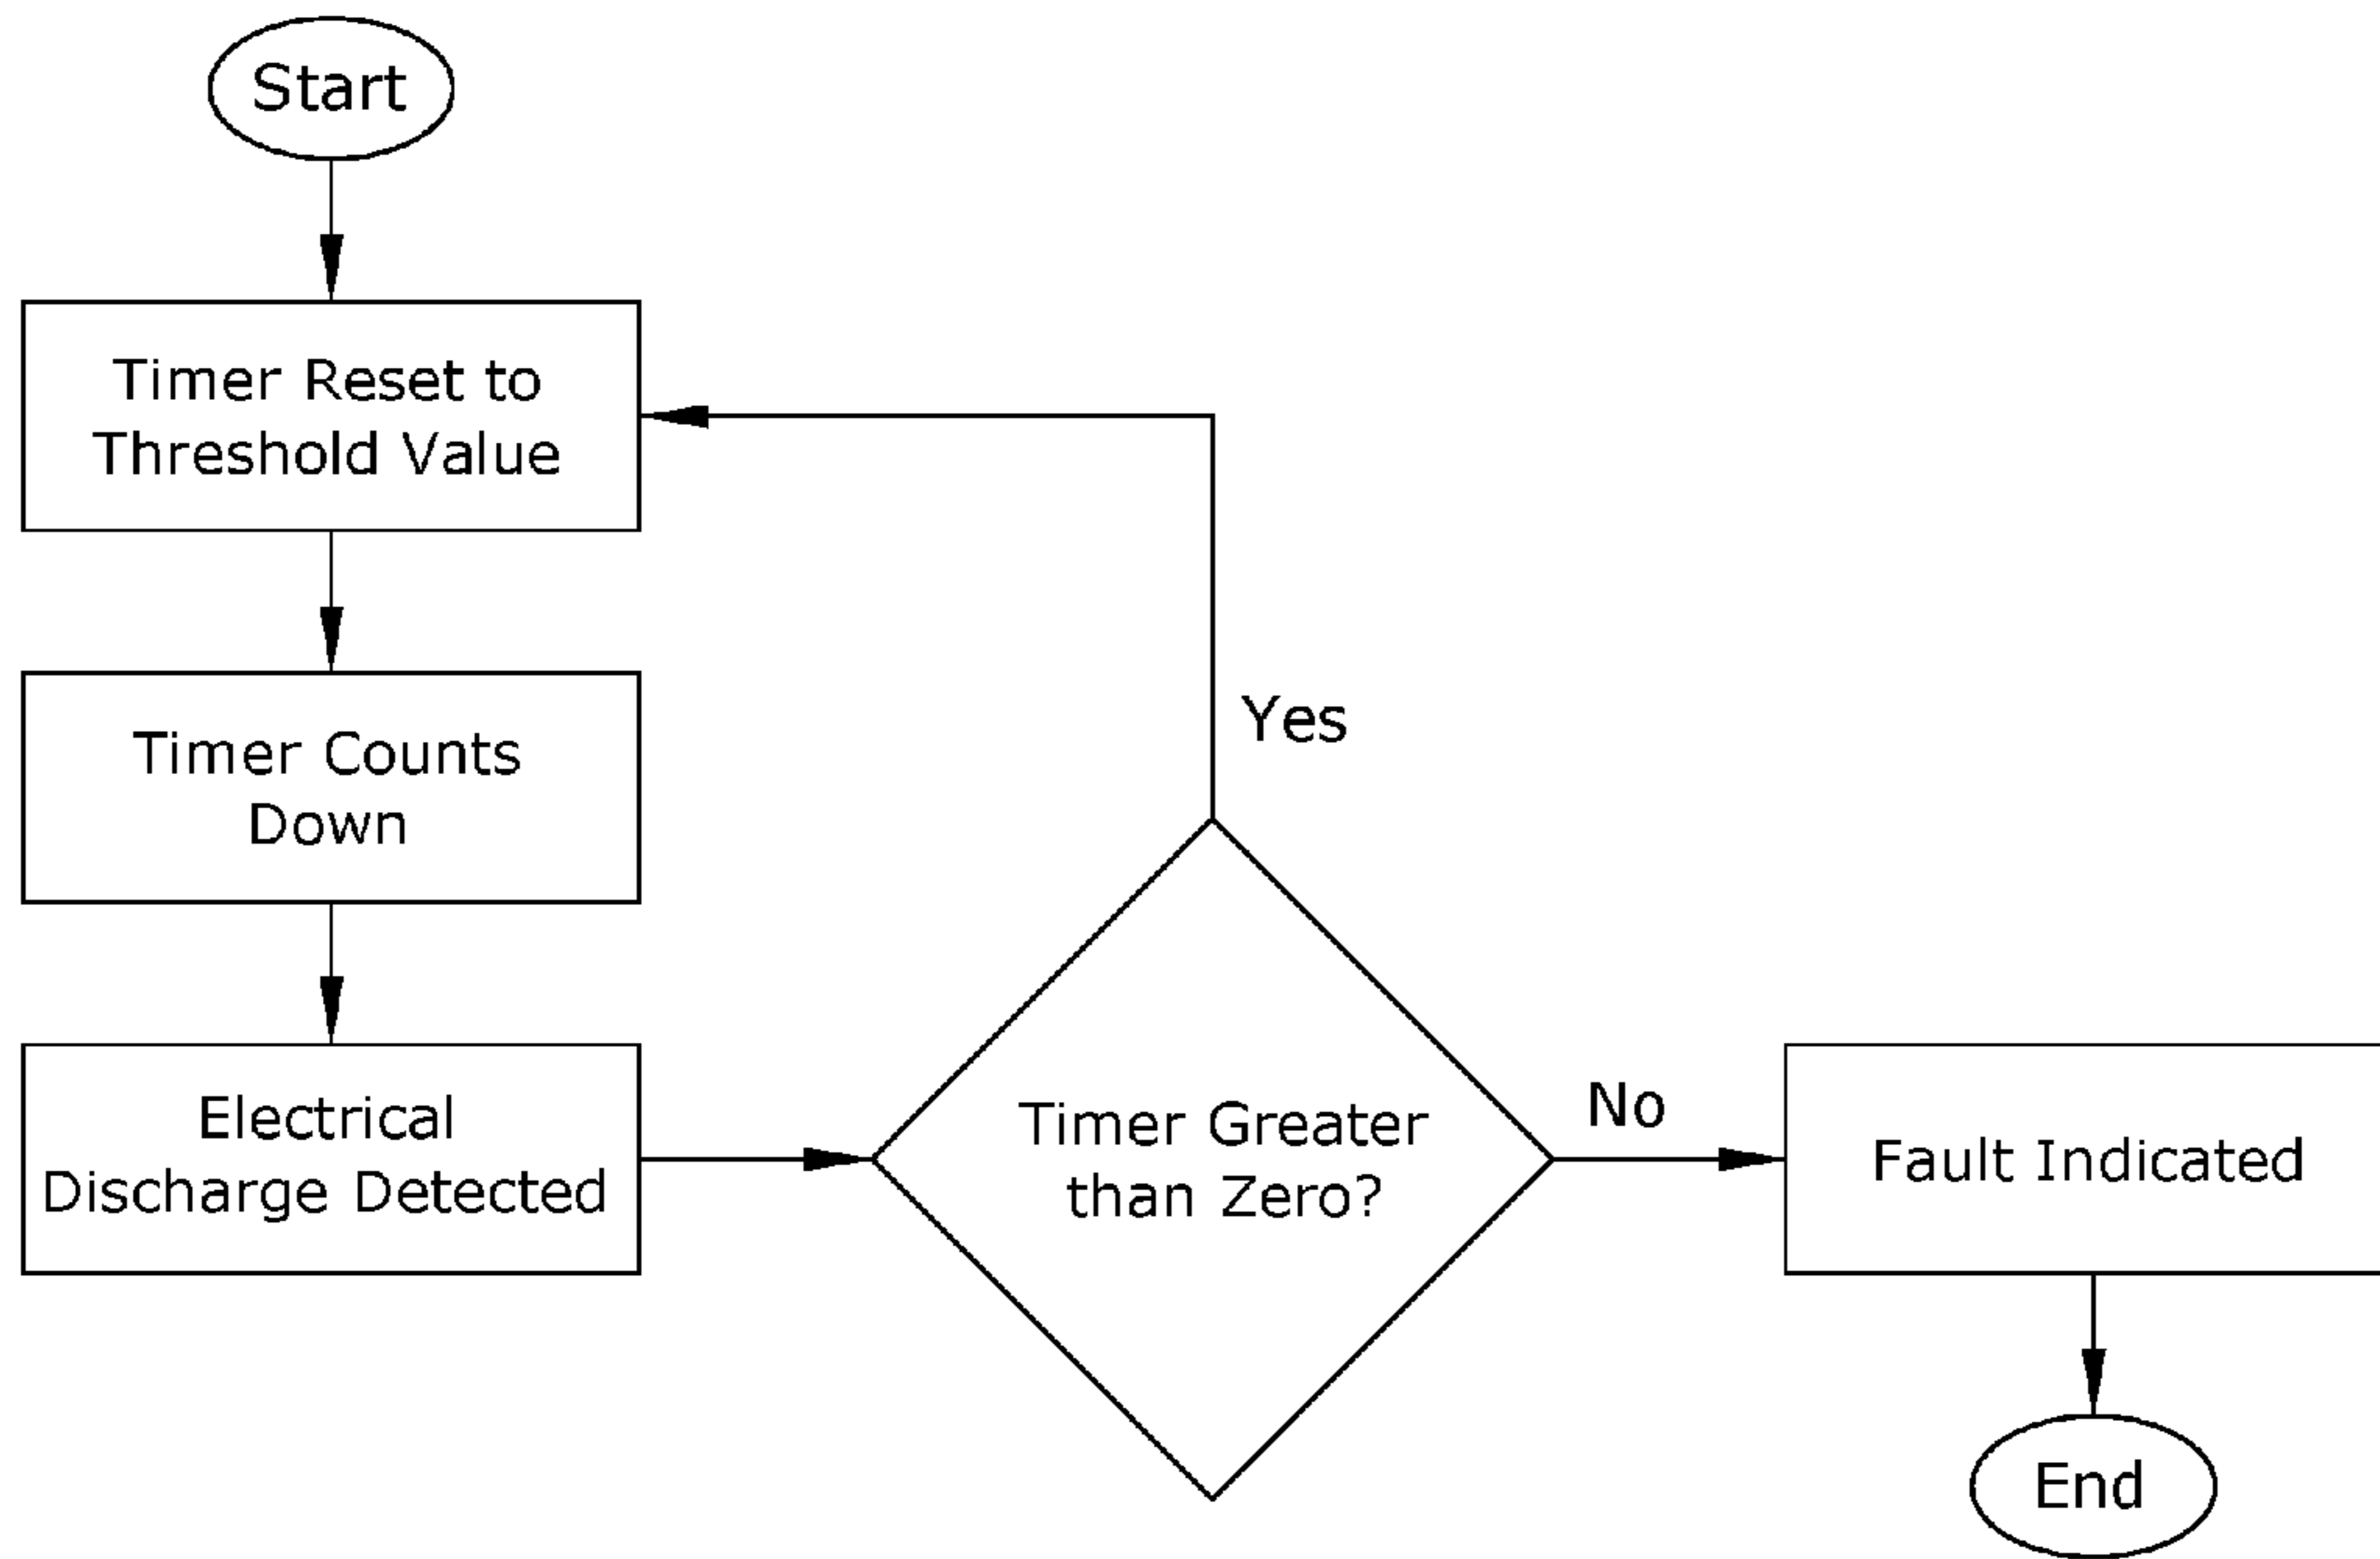 Start
Timer Reset to
Threshold Value
Timer Counts
Down
Electrical
Discharge Detected
Yes
Timer Greater
than Zero?
No
Fault Indicated
End